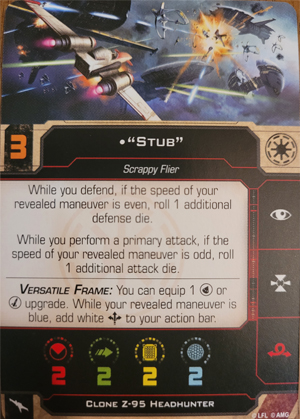 •“STUB”
3
Scrappy Flier
While you defend, if the speed of your
revealed maneuver is even, roll 1 additional
defense die.
While you perform a primary attack, if the
speed of your revealed maneuver is odd, roll
1 additional attack die.
VERSATILE FRAME: You can equip 1 or
upgrade. While your revealed maneuver is
blue, add white to your action bar.
2 2 2 2
CLONE Z-95 HEADHUNTER
LFL © AMG